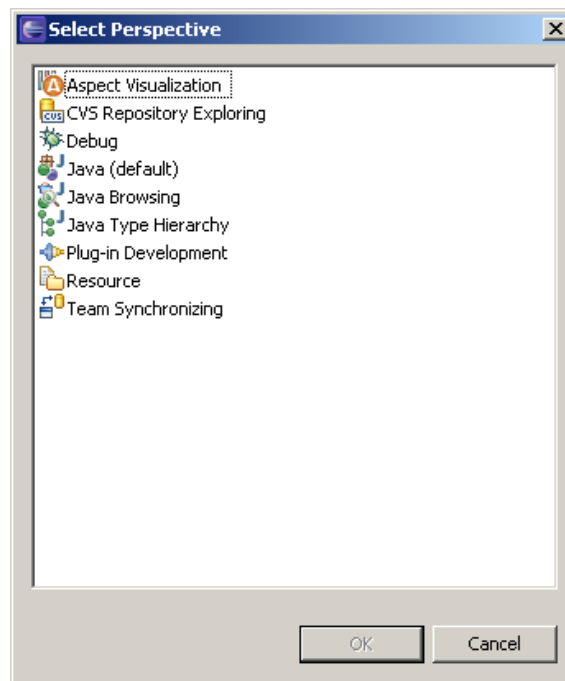 Select Perspective
Aspect Visualization
CVS Repository Exploring
Debug
Java (default)
Java Browsing
Java Type Hierarchy
Plug-in Development
Resource
Team Synchronizing
OK
Cancel